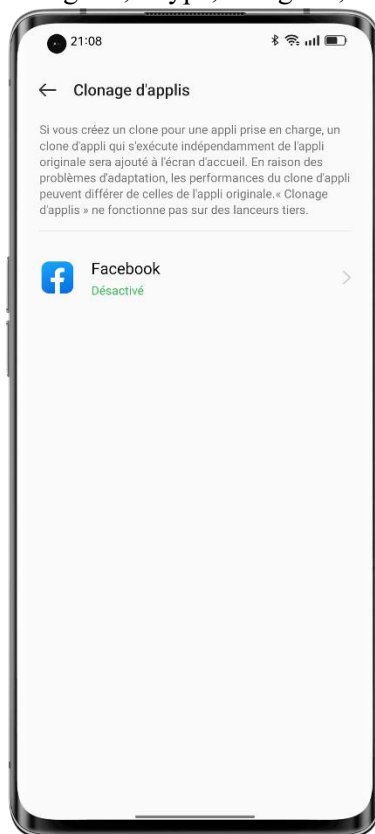 21:08
Clonage d'applis
Si vous créez un clone pour une appli prise en charge, un
clone d'appli qui s'exécute indépendamment de l'appli
originale sera ajouté à l'écran d'accueil. En raison des
problèmes d'adaptation, les performances du clone d'appli
peuvent différer de celles de l'appli originale.« Clonage
d'applis » ne fonctionne pas sur des lanceurs tiers.
Facebook
Désactivé